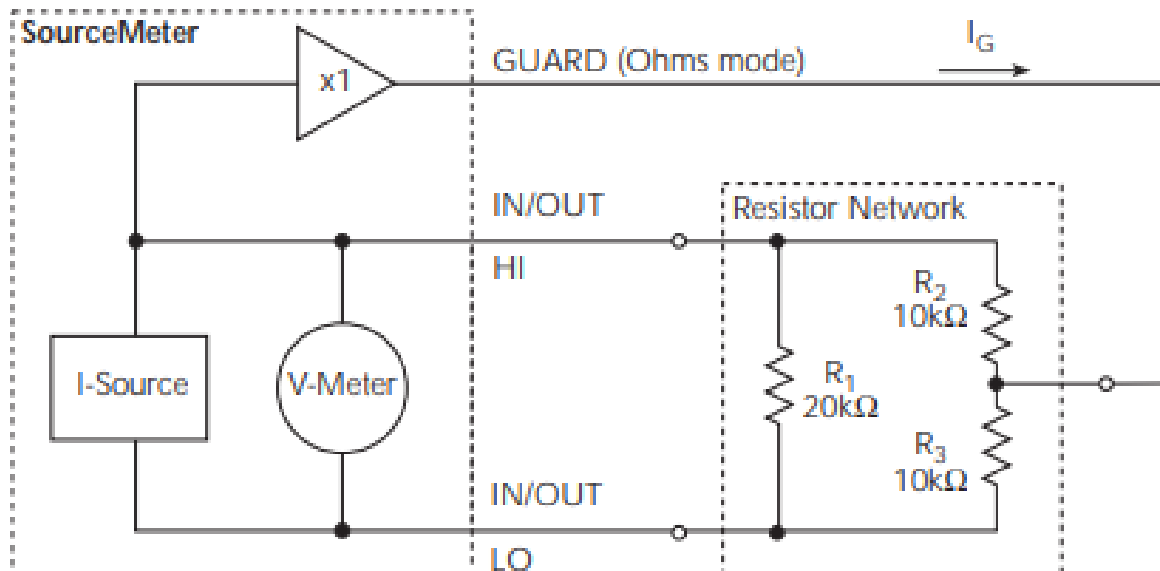 SourceMeter
x1
GUARD (Ohms mode)
I_G
IN/OUT
HI
Resistor Network
R₂
10kΩ
I-Source
V-Meter
R₁
20kΩ
R₃
10kΩ
IN/OUT
LO